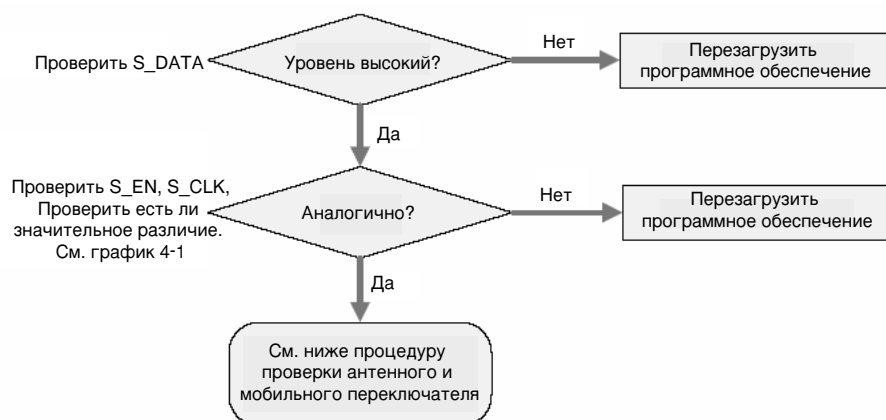 Проверить S_DATA
Уровень высокий?
Нет
Перезагрузить
программное обеспечение
Да
Проверить S_EN, S_CLK,
Проверить есть ли
значительное различие.
См. график 4-1
Аналогично?
Нет
Перезагрузить
программное обеспечение
Да
См. ниже процедуру
проверки антенного и
мобильного переключателя